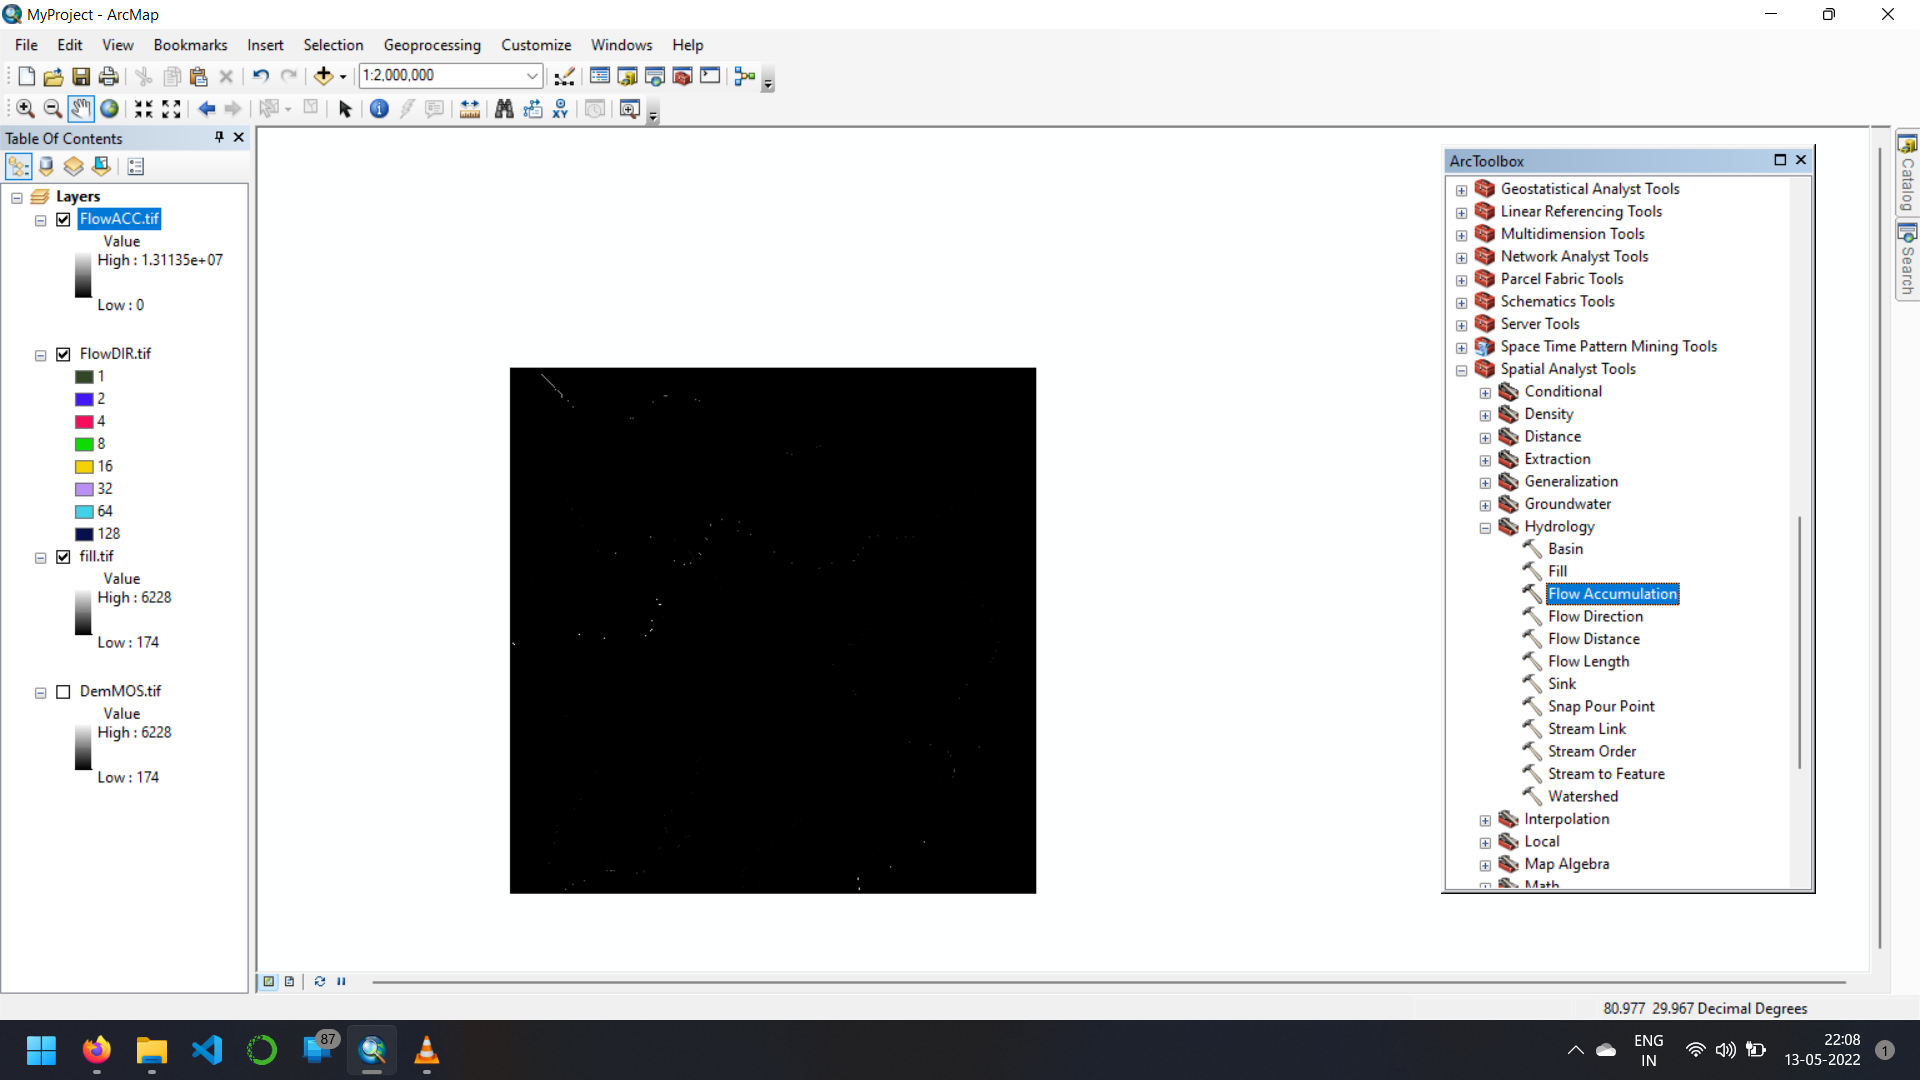 MyProject - ArcMap
File Edit View Bookmarks Insert Selection Geoprocessing Customize Windows Help
1:2,000,000
Table Of Contents
Layers
FlowACC.tif
Value
High : 1.31135e+07
Low : 0
FlowDIR.tif
1
2
4
8
16
32
64
128
fill.tif
Value
High : 6228
Low : 174
DemMOS.tif
Value
High : 6228
Low : 174
ArcToolbox
Geostatistical Analyst Tools
Linear Referencing Tools
Multidimension Tools
Network Analyst Tools
Parcel Fabric Tools
Schematics Tools
Server Tools
Space Time Pattern Mining Tools
Spatial Analyst Tools
Conditional
Density
Distance
Extraction
Generalization
Groundwater
Hydrology
Basin
Fill
Flow Accumulation
Flow Direction
Flow Distance
Flow Length
Sink
Snap Pour Point
Stream Link
Stream Order
Stream to Feature
Watershed
Interpolation
Local
Map Algebra
Math
Catalog
Search
80.977 29.967 Decimal Degrees
87
ENG
IN
22:08
13-05-2022
1